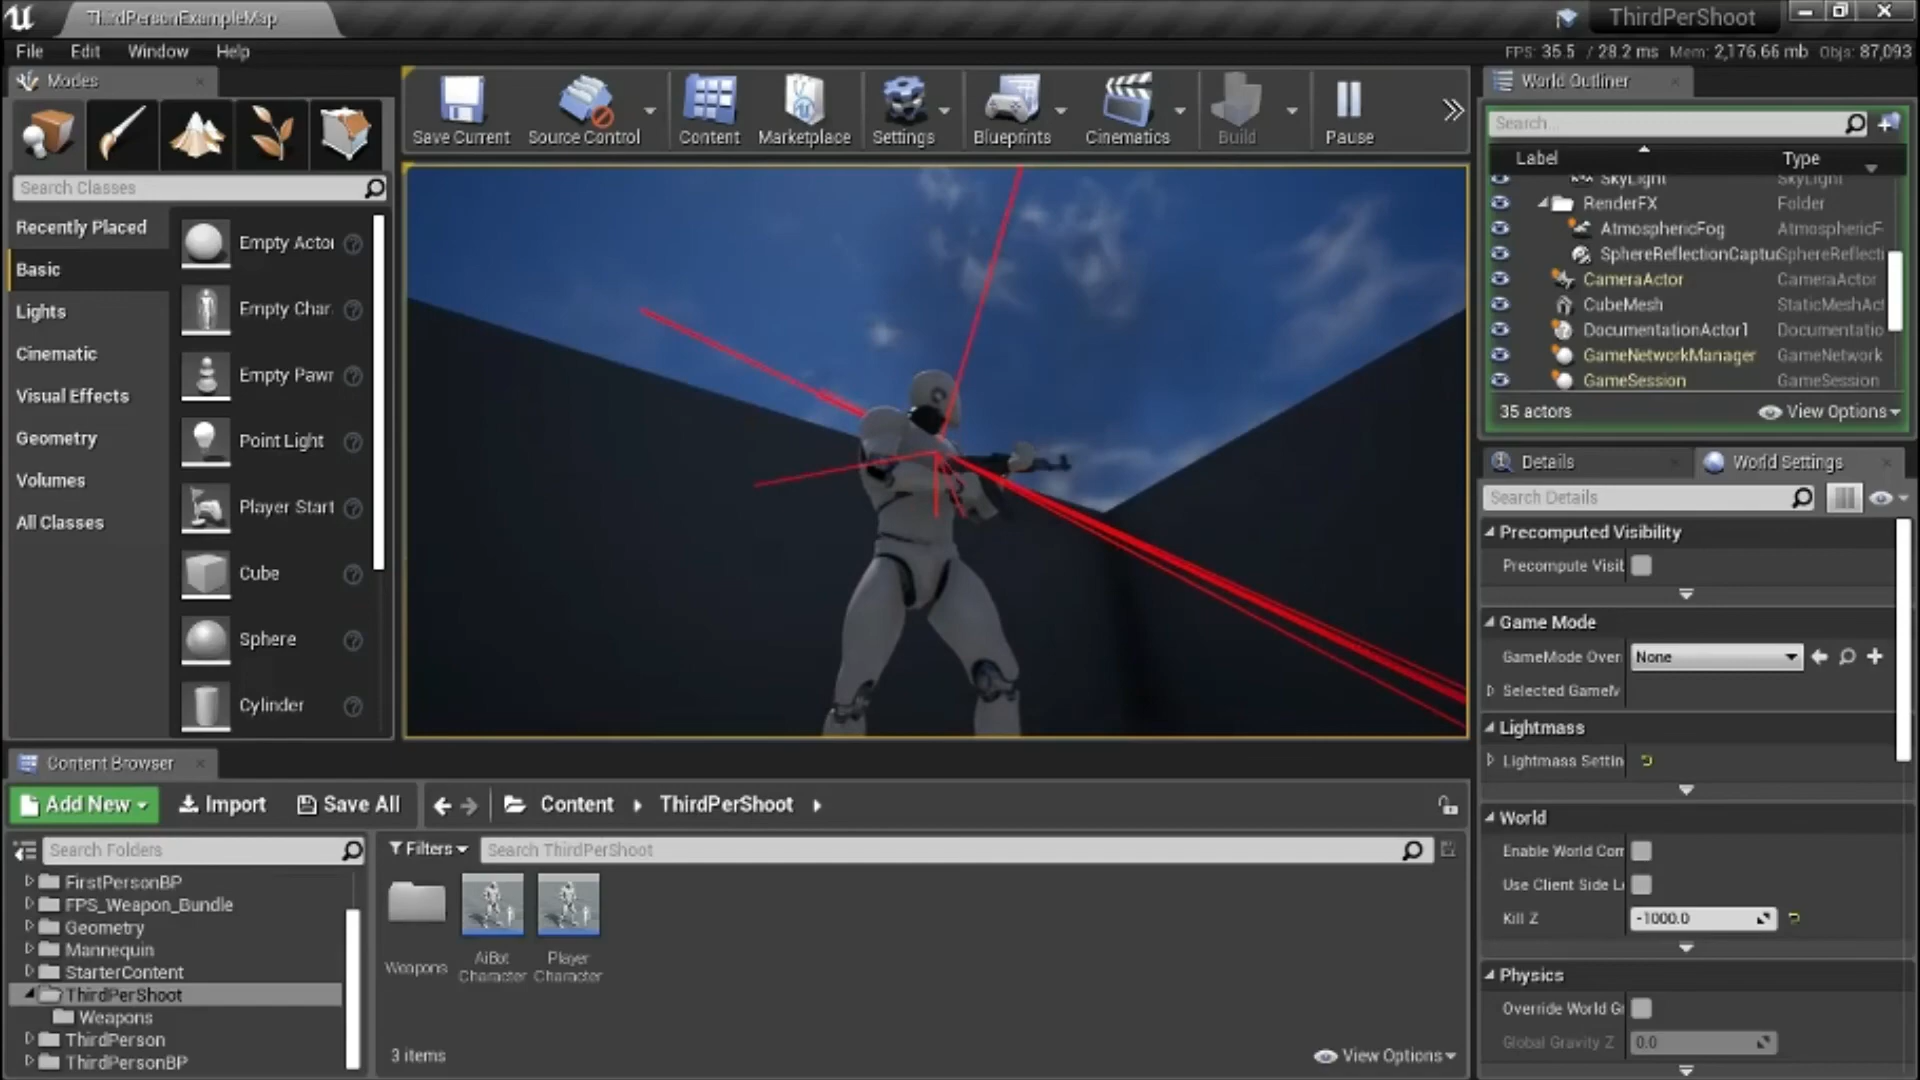 ThirdPersonExampleMap
ThirdPerShoot
File Edit Window Help
FPS: 35.5 / 28.2 ms Mem: 2,176.66 mb Objs: 87,093
Modes
Save Current
Source Control
Content
Marketplace
Settings
Blueprints
Cinematics
Build
Pause
Search Classes
Recently Placed
Basic
Lights
Cinematic
Visual Effects
Geometry
Volumes
All Classes
Empty Actor
Empty Char
Empty Pawn
Point Light
Player Start
Cube
Sphere
Cylinder
World Outliner
Search...
Label Type
SkyLight SkyLight
RenderFX Folder
AtmosphericFog AtmosphericF
SphereReflectionCaptu SphereReflecti
CameraActor CameraActor
CubeMesh StaticMeshAct
DocumentationActor1 Documentatio
GameNetworkManager GameNetwork
GameSession GameSession
35 actors View Options
Details World Settings
Search Details
Precomputed Visibility
Precompute Visit
Game Mode
GameMode Over None
Selected GameM
Lightmass
Lightmass Settin
World
Enable World Com
Use Client Side L
Kill Z -1000.0
Physics
Override World G
Global Gravity Z 0.0
Content Browser
Add New Import Save All Content ThirdPerShoot
Search Folders
FirstPersonBP
FPS_Weapon_Bundle
Geometry
Mannequin
StarterContent
ThirdPerShoot
Weapons
ThirdPerson
ThirdPersonBP
Filters Search ThirdPerShoot
Weapons
AiBot
Character
Player
Character
3 items View Options